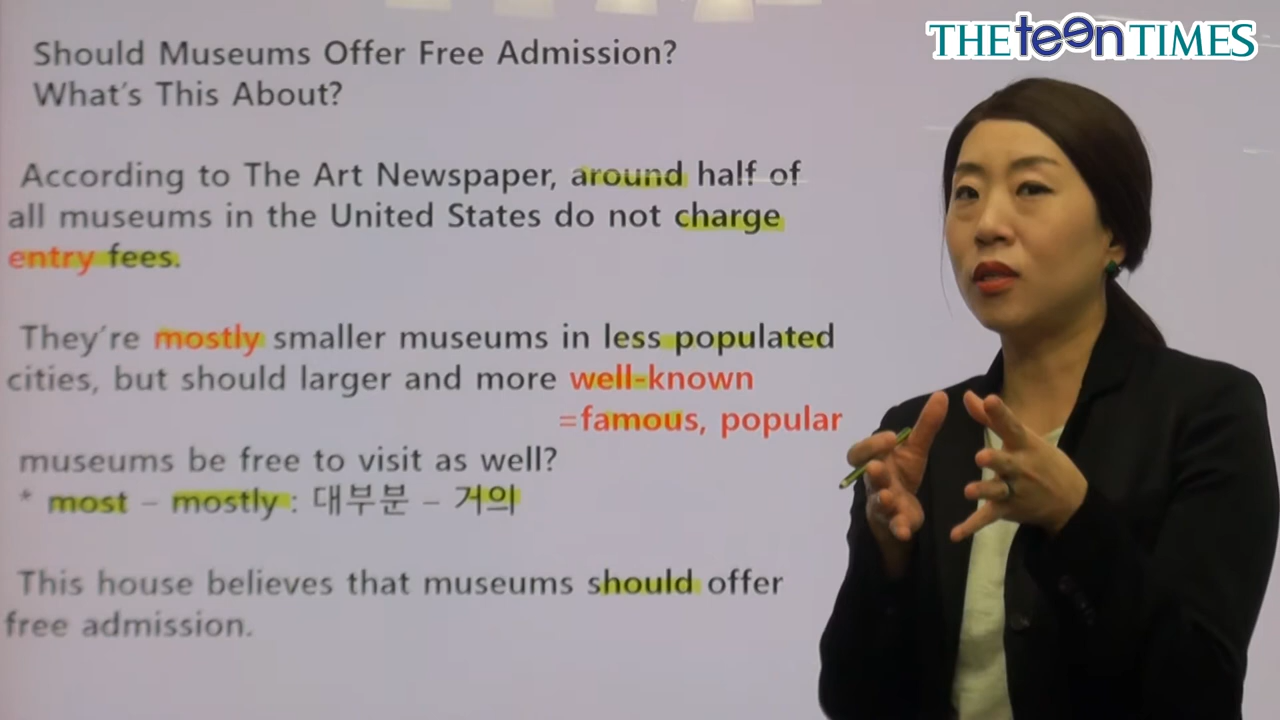 THE teen TIMES
Should Museums Offer Free Admission?
What's This About?
According to The Art Newspaper, around half of
all museums in the United States do not charge
entry fees.
They're mostly smaller museums in less populated
cities, but should larger and more well-known
=famous, popular
museums be free to visit as well?
* most – mostly : 대부분 – 거의
This house believes that museums should offer
free admission.